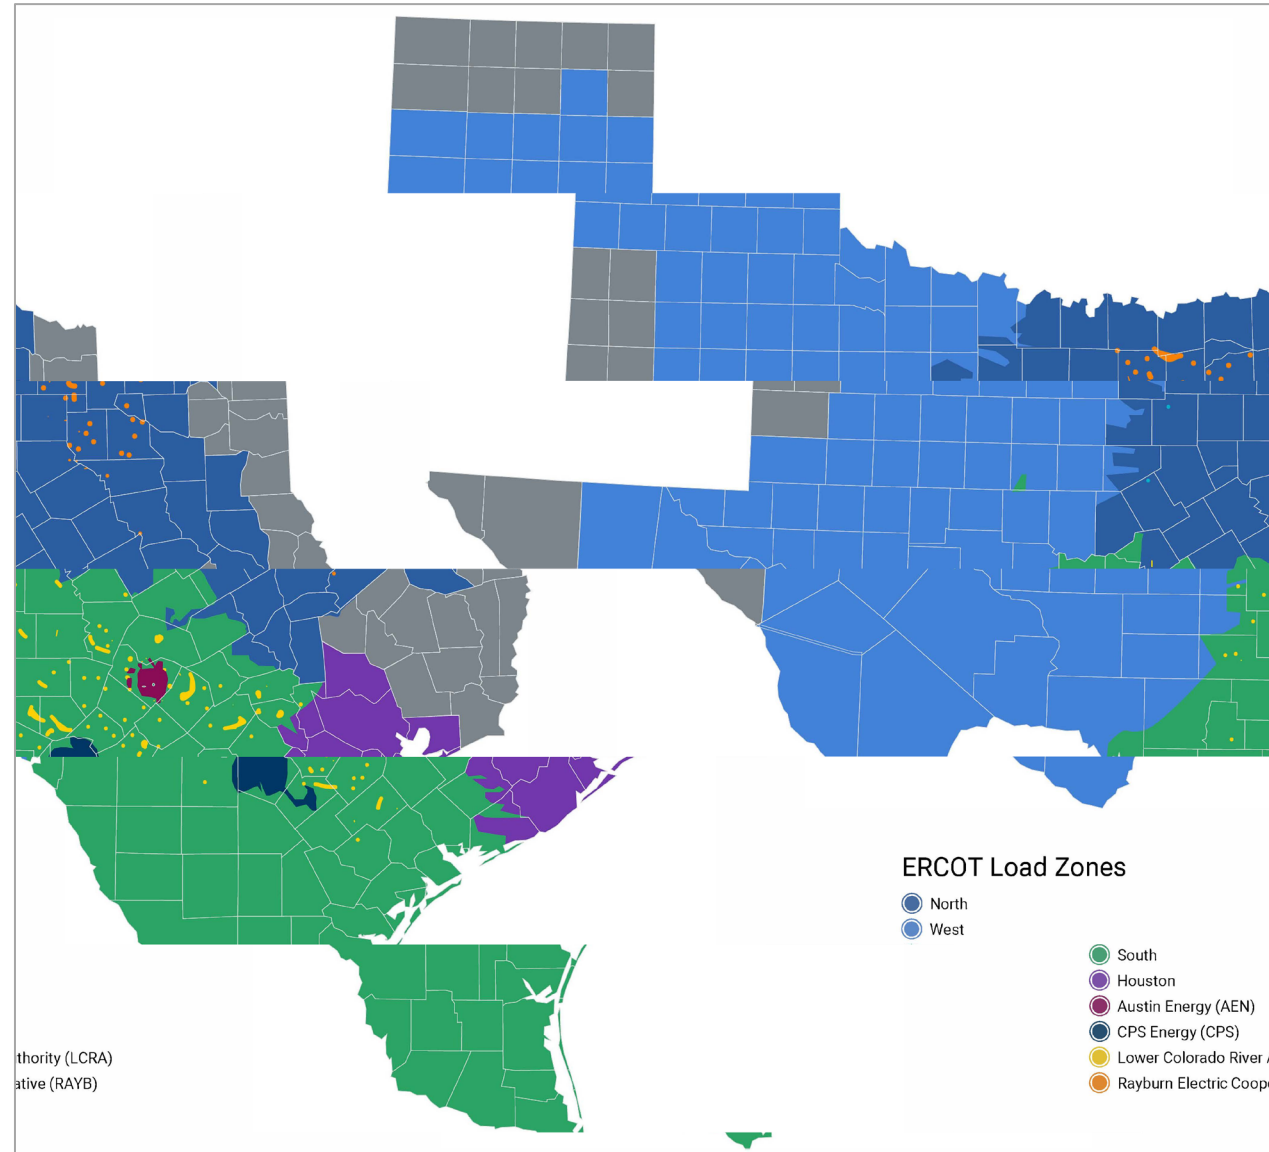 ERCOT Load Zones
North
West
South
Houston
Austin Energy (AEN)
CPS Energy (CPS)
thority (LCRA)
Lower Colorado River
ative (RAYB)
Rayburn Electric Coope